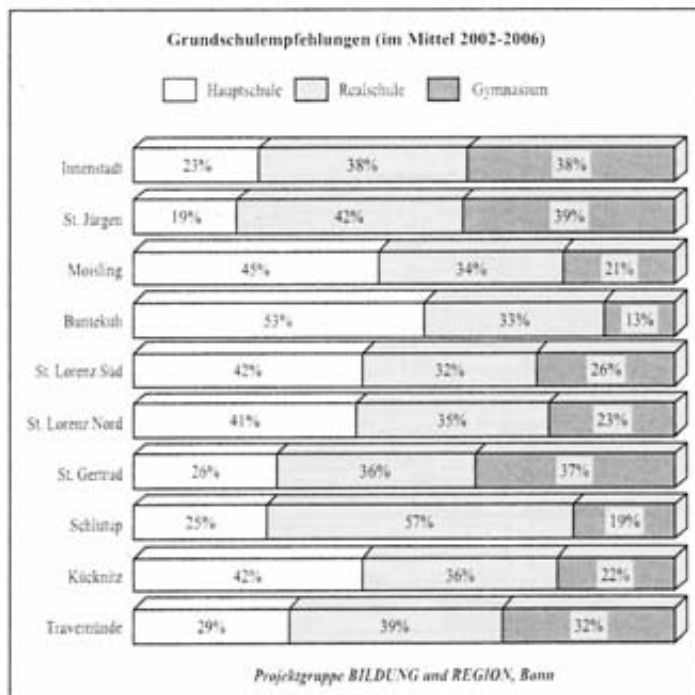 Grundschulempfehlungen (im Mittel 2002-2006)
Hauptschule Realschule Gymnasium
Innenstadt 23% 38% 38%
St. Jürgen 19% 42% 39%
Moisling 45% 34% 21%
Buntekuh 53% 33% 13%
St. Lorenz Süd 42% 32% 26%
St. Lorenz Nord 41% 35% 23%
St. Gertrud 26% 36% 37%
Schlutup 25% 57% 19%
Kücknitz 42% 36% 22%
Travemünde 29% 39% 32%
Projektgruppe BILDUNG und REGION, Bonn